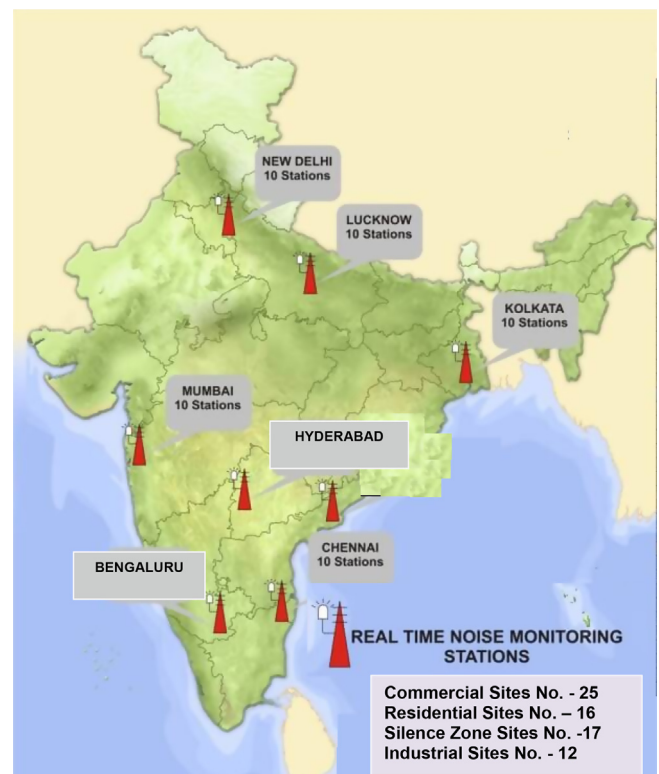 NEW DELHI
10 Stations
LUCKNOW
10 Stations
KOLKATA
10 Stations
MUMBAI
10 Stations
HYDERABAD
CHENNAI
10 Stations
BENGALURU
REAL TIME NOISE MONITORING
STATIONS
Commercial Sites No. - 25
Residential Sites No. – 16
Silence Zone Sites No. -17
Industrial Sites No. - 12